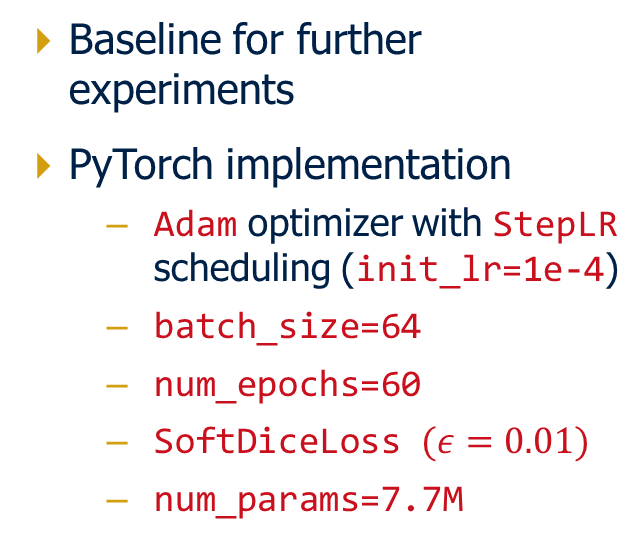 Baseline for further
experiments
PyTorch implementation
– Adam optimizer with StepLR
scheduling (init_lr=1e-4)
– batch_size=64
– num_epochs=60
– SoftDiceLoss (ϵ = 0.01)
– num_params=7.7M